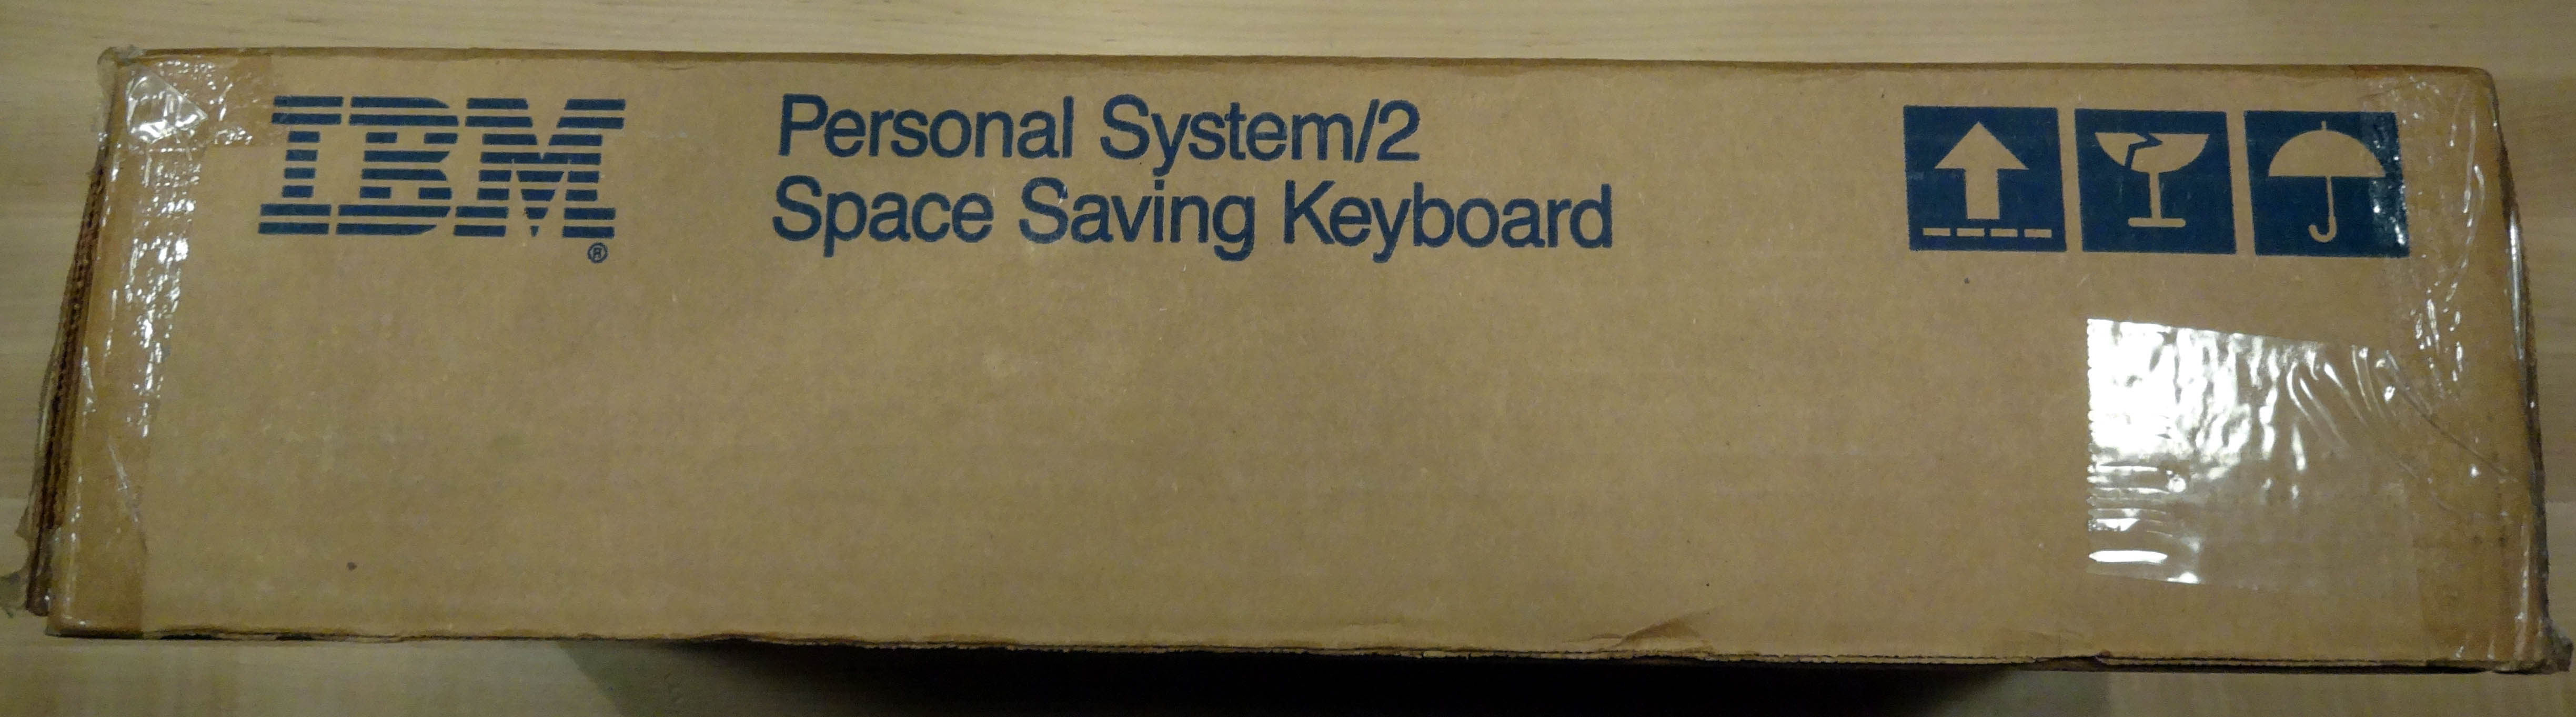 IBM®
Personal System/2
Space Saving Keyboard